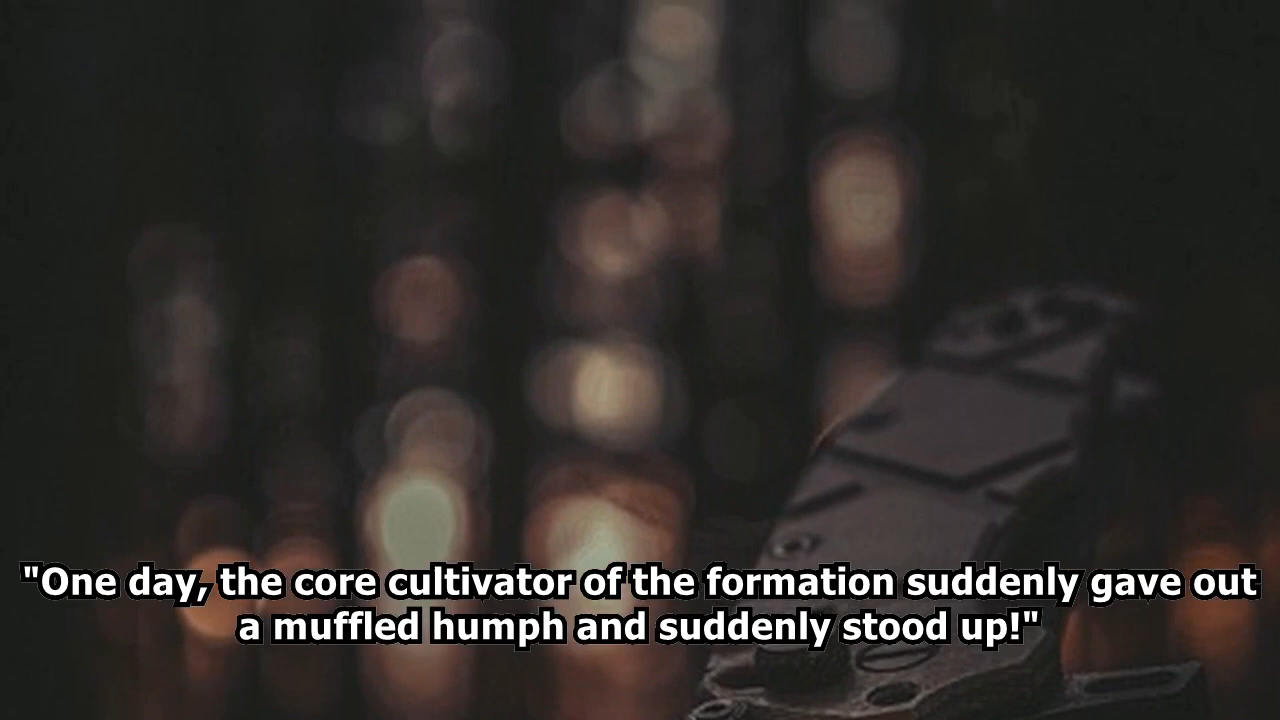 "One day, the core cultivator of the formation suddenly gave out
a muffled humph and suddenly stood up!"